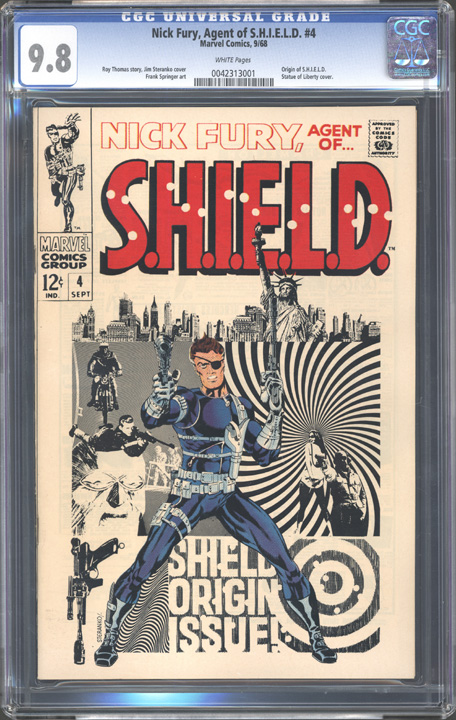 CGC UNIVERSAL GRADE
9.8
Nick Fury, Agent of S.H.I.E.L.D. #4
Marvel Comics, 9/68
WHITE Pages
Roy Thomas story, Jim Steranko cover
Frank Springer art
0042313001
Origin of S.H.I.E.L.D.
Statue of Liberty cover.
CGC
NICK FURY,
AGENT
OF...
APPROVED
BY THE
COMICS
CODE
AUTHORITY
S.H.I.E.L.D.
TM
MARVEL
COMICS
GROUP
12¢
IND.
4
SEPT
SHIELD
ORIGIN
ISSUE!
STERANKO